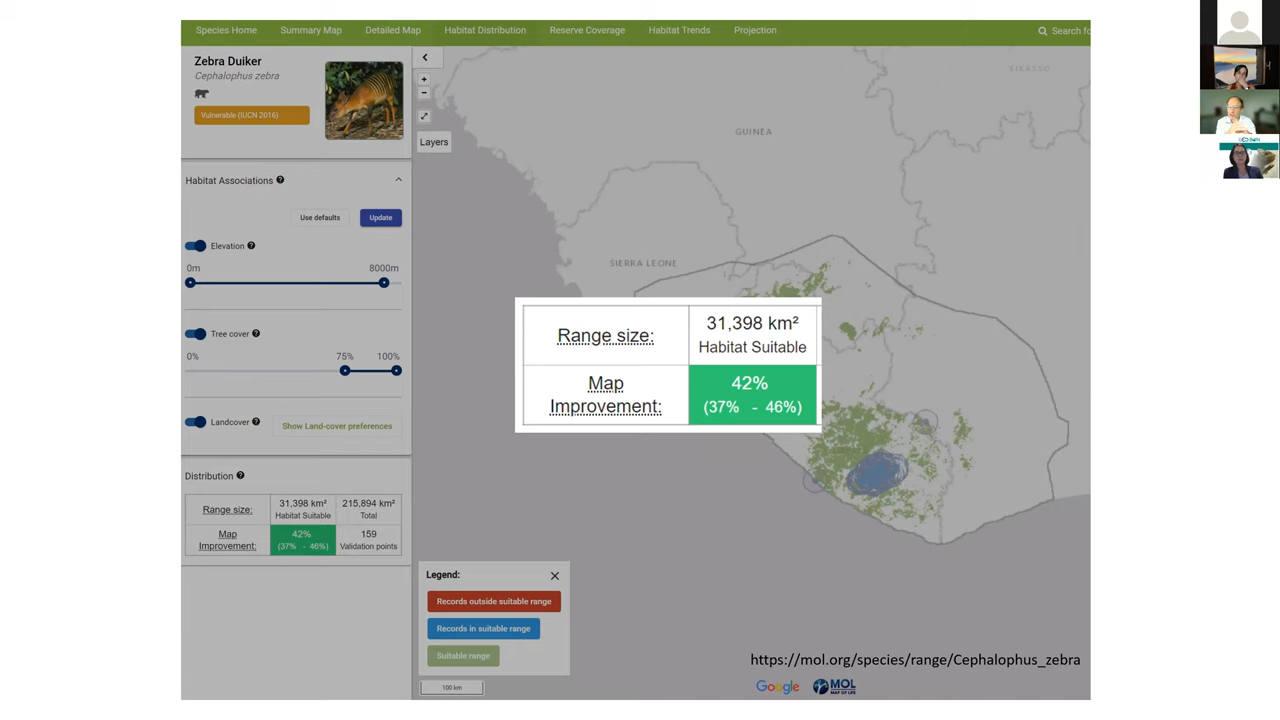 Species Home Summary Map Detailed Map Habitat Distribution Reserve Coverage Habitat Trends Projection Search fo
Zebra Duiker
Cephalophus zebra
Vulnerable (IUCN 2016)
Habitat Associations
Use defaults Update
Elevation
0m 8000m
Tree cover
0% 75% 100%
Landcover Show Land-cover preferences
Distribution
Range size: 31,398 km² Habitat Suitable 215,894 km² Total
Map Improvement: 42% (37% - 46%) 159 Validation points
+
−
Layers
SIKASSO
GUINEA
SIERRA LEONE
Range size: 31,398 km²
Habitat Suitable
Map 42%
Improvement: (37% - 46%)
Legend:
Records outside suitable range
Records in suitable range
Suitable range
100 km
https://mol.org/species/range/Cephalophus_zebra
Google MOL
MAP OF LIFE